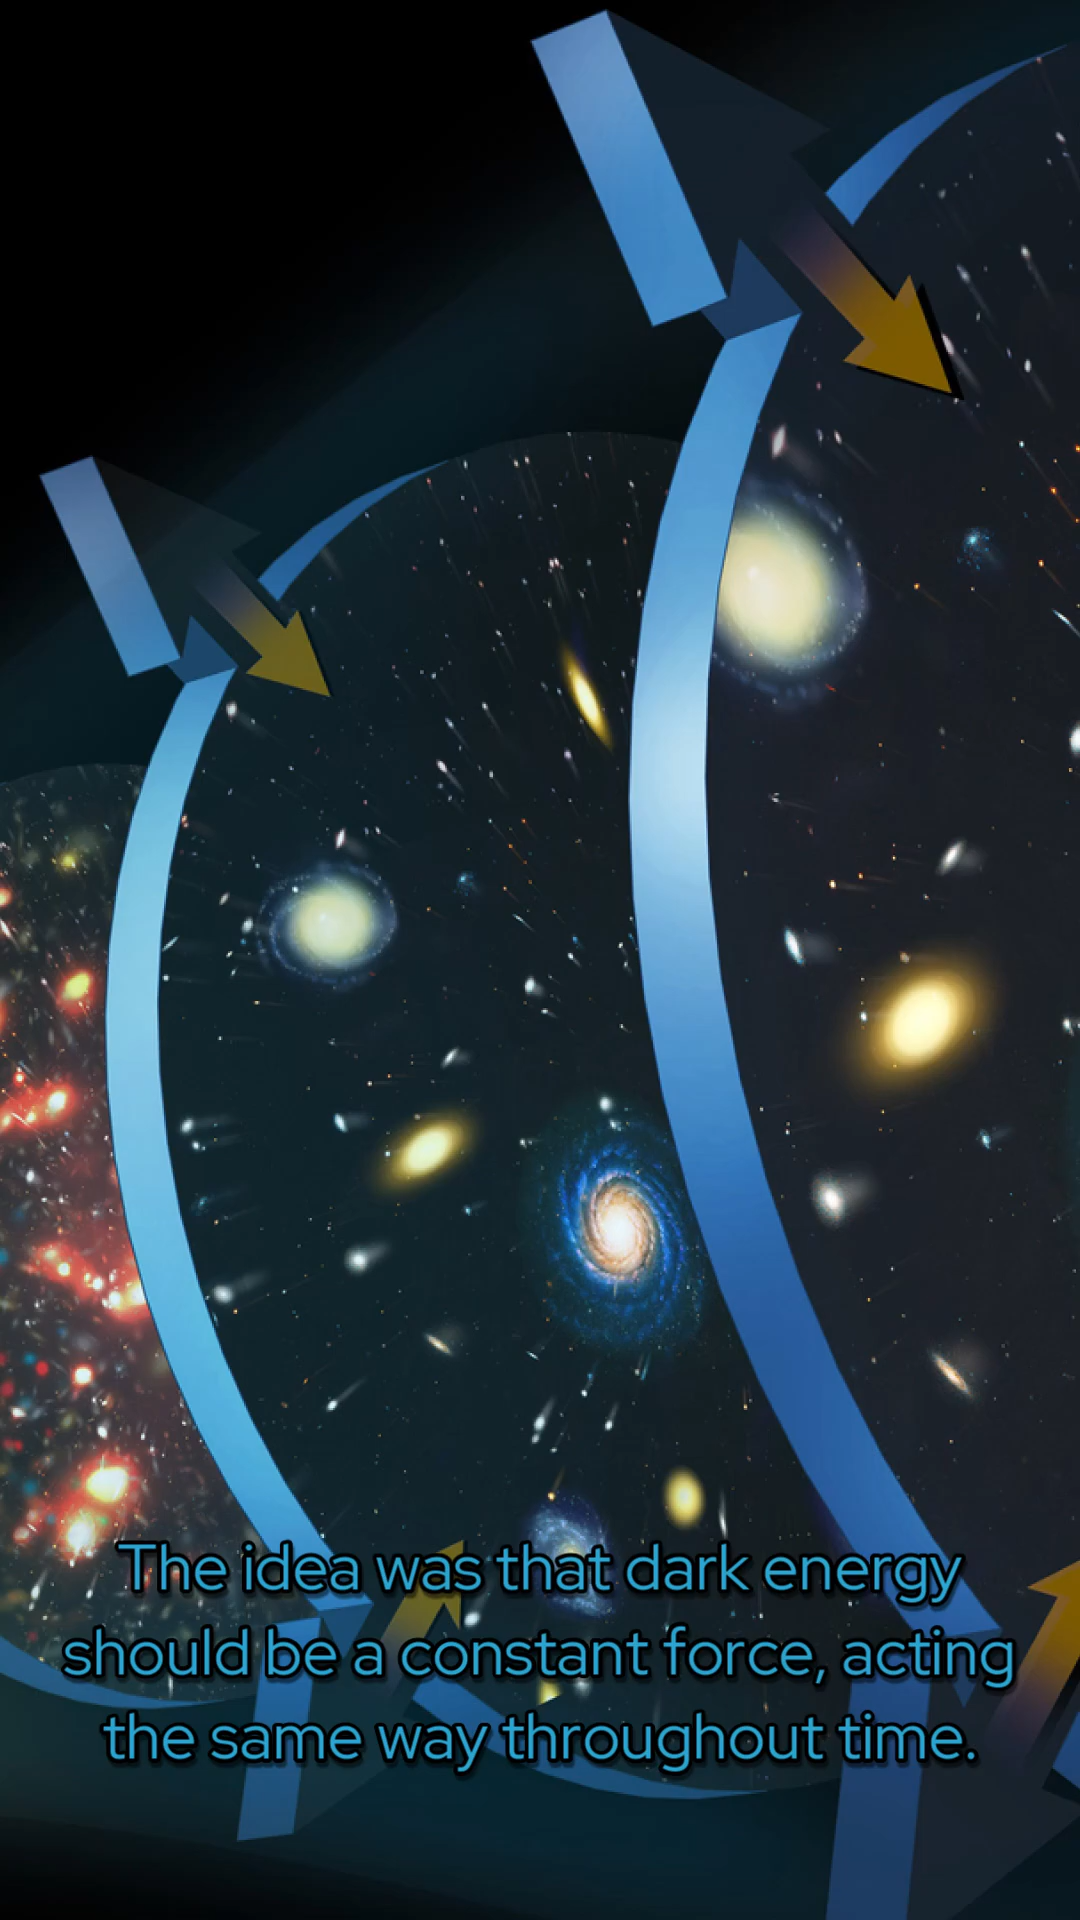 The idea was that dark energy
should be a constant force, acting
the same way throughout time.